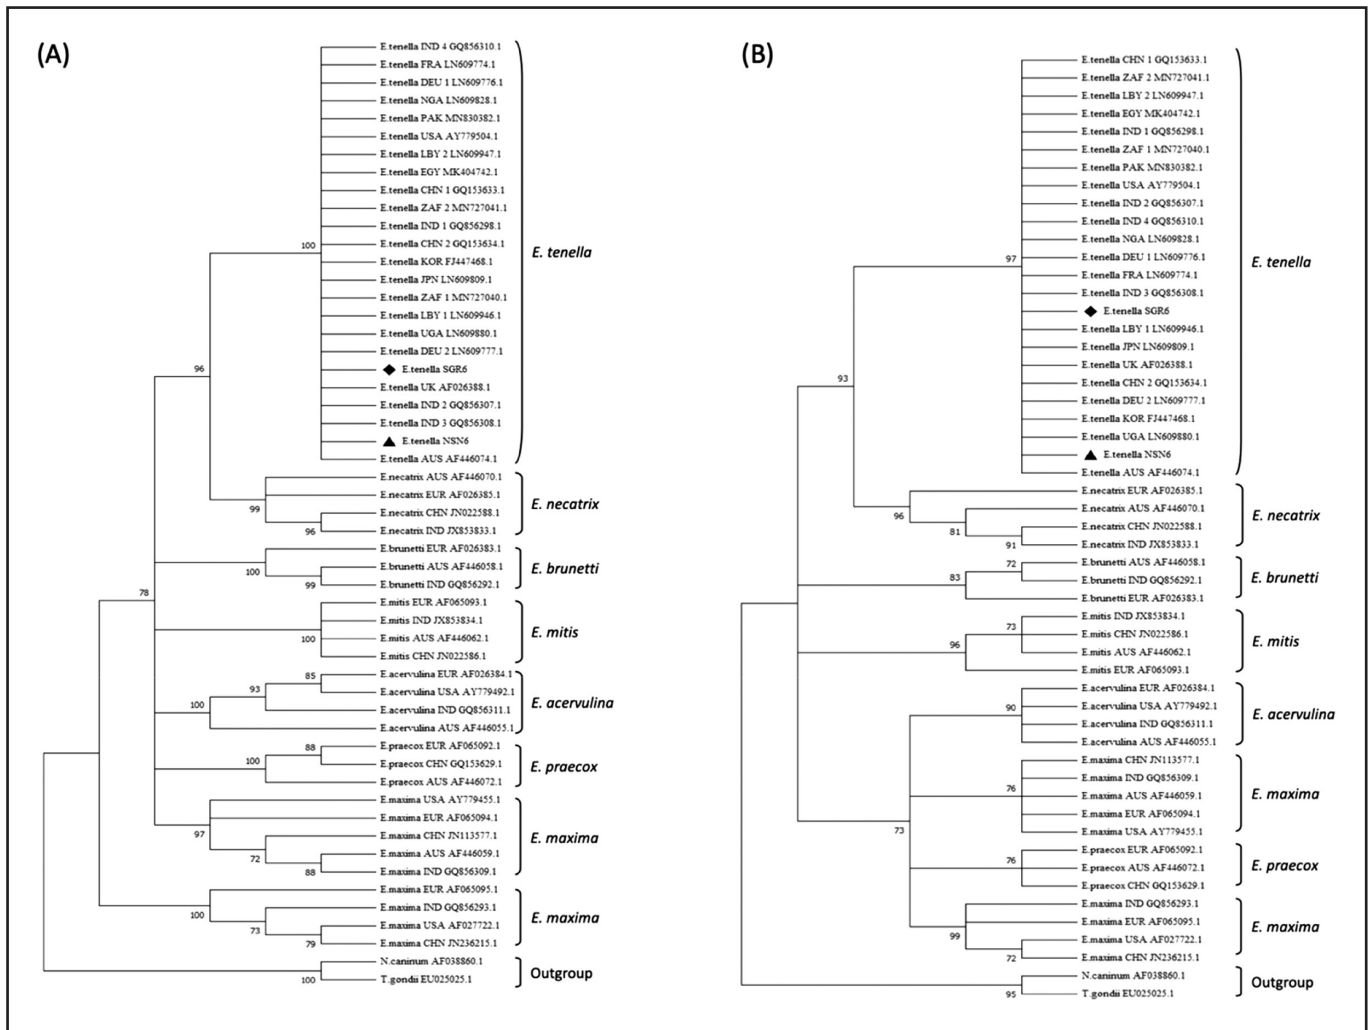 (A)
E.tenella IND 4 GQ856310.1
E.tenella FRA LN609774.1
E.tenella DEU 1 LN609776.1
E.tenella NGA LN609828.1
E.tenella PAK MN830382.1
E.tenella USA AY779504.1
E.tenella LBY 2 LN609947.1
E.tenella EGY MK404742.1
E.tenella CHN 1 GQ153633.1
E.tenella ZAF 2 MN727041.1
E.tenella IND 1 GQ856298.1
E.tenella CHN 2 GQ153634.1
E.tenella KOR FJ447468.1
E.tenella JPN LN609809.1
E.tenella ZAF 1 MN727040.1
E.tenella LBY 1 LN609946.1
E.tenella UGA LN609880.1
E.tenella DEU 2 LN609777.1
E.tenella SGR6
E.tenella UK AF026388.1
E.tenella IND 2 GQ856307.1
E.tenella IND 3 GQ856308.1
E.tenella NSN6
E.tenella AUS AF446074.1
E.necatrix AUS AF446070.1
E.necatrix EUR AF026385.1
E.necatrix CHN JN022588.1
E.necatrix IND JX853833.1
E.brunetti EUR AF026383.1
E.brunetti AUS AF446058.1
E.brunetti IND GQ856292.1
E.mitis EUR AF065093.1
E.mitis IND JX853834.1
E.mitis AUS AF446062.1
E.mitis CHN JN022586.1
E.acervulina EUR AF026384.1
E.acervulina USA AY779492.1
E.acervulina IND GQ856311.1
E.acervulina AUS AF446055.1
E.praecox EUR AF065092.1
E.praecox CHN GQ153629.1
E.praecox AUS AF446072.1
E.maxima USA AY779455.1
E.maxima EUR AF065094.1
E.maxima CHN JN113577.1
E.maxima AUS AF446059.1
E.maxima IND GQ856309.1
E.maxima EUR AF065095.1
E.maxima IND GQ856293.1
E.maxima USA AF027722.1
E.maxima CHN JN236215.1
N.caninum AF038860.1
T.gondii EU025025.1
100
96
99
96
100
99
78
100
85
93
100
88
100
97
72
88
100
73
79
100
E. tenella
E. necatrix
E. brunetti
E. mitis
E. acervulina
E. praecox
E. maxima
E. maxima
Outgroup
(B)
E.tenella CHN 1 GQ153633.1
E.tenella ZAF 2 MN727041.1
E.tenella LBY 2 LN609947.1
E.tenella EGY MK404742.1
E.tenella IND 1 GQ856298.1
E.tenella ZAF 1 MN727040.1
E.tenella PAK MN830382.1
E.tenella USA AY779504.1
E.tenella IND 2 GQ856307.1
E.tenella IND 4 GQ856310.1
E.tenella NGA LN609828.1
E.tenella DEU 1 LN609776.1
E.tenella FRA LN609774.1
E.tenella IND 3 GQ856308.1
E.tenella SGR6
E.tenella LBY 1 LN609946.1
E.tenella JPN LN609809.1
E.tenella UK AF026388.1
E.tenella CHN 2 GQ153634.1
E.tenella DEU 2 LN609777.1
E.tenella KOR FJ447468.1
E.tenella UGA LN609880.1
E.tenella NSN6
E.tenella AUS AF446074.1
E.necatrix EUR AF026385.1
E.necatrix AUS AF446070.1
E.necatrix CHN JN022588.1
E.necatrix IND JX853833.1
E.brunetti AUS AF446058.1
E.brunetti IND GQ856292.1
E.brunetti EUR AF026383.1
E.mitis IND JX853834.1
E.mitis CHN JN022586.1
E.mitis AUS AF446062.1
E.mitis EUR AF065093.1
E.acervulina EUR AF026384.1
E.acervulina USA AY779492.1
E.acervulina IND GQ856311.1
E.acervulina AUS AF446055.1
E.maxima CHN JN113577.1
E.maxima IND GQ856309.1
E.maxima AUS AF446059.1
E.maxima EUR AF065094.1
E.maxima USA AY779455.1
E.praecox EUR AF065092.1
E.praecox AUS AF446072.1
E.praecox CHN GQ153629.1
E.maxima IND GQ856293.1
E.maxima EUR AF065095.1
E.maxima USA AF027722.1
E.maxima CHN JN236215.1
N.caninum AF038860.1
T.gondii EU025025.1
97
93
96
81
91
72
83
73
96
90
76
73
76
99
72
95
E. tenella
E. necatrix
E. brunetti
E. mitis
E. acervulina
E. maxima
E. praecox
E. maxima
Outgroup